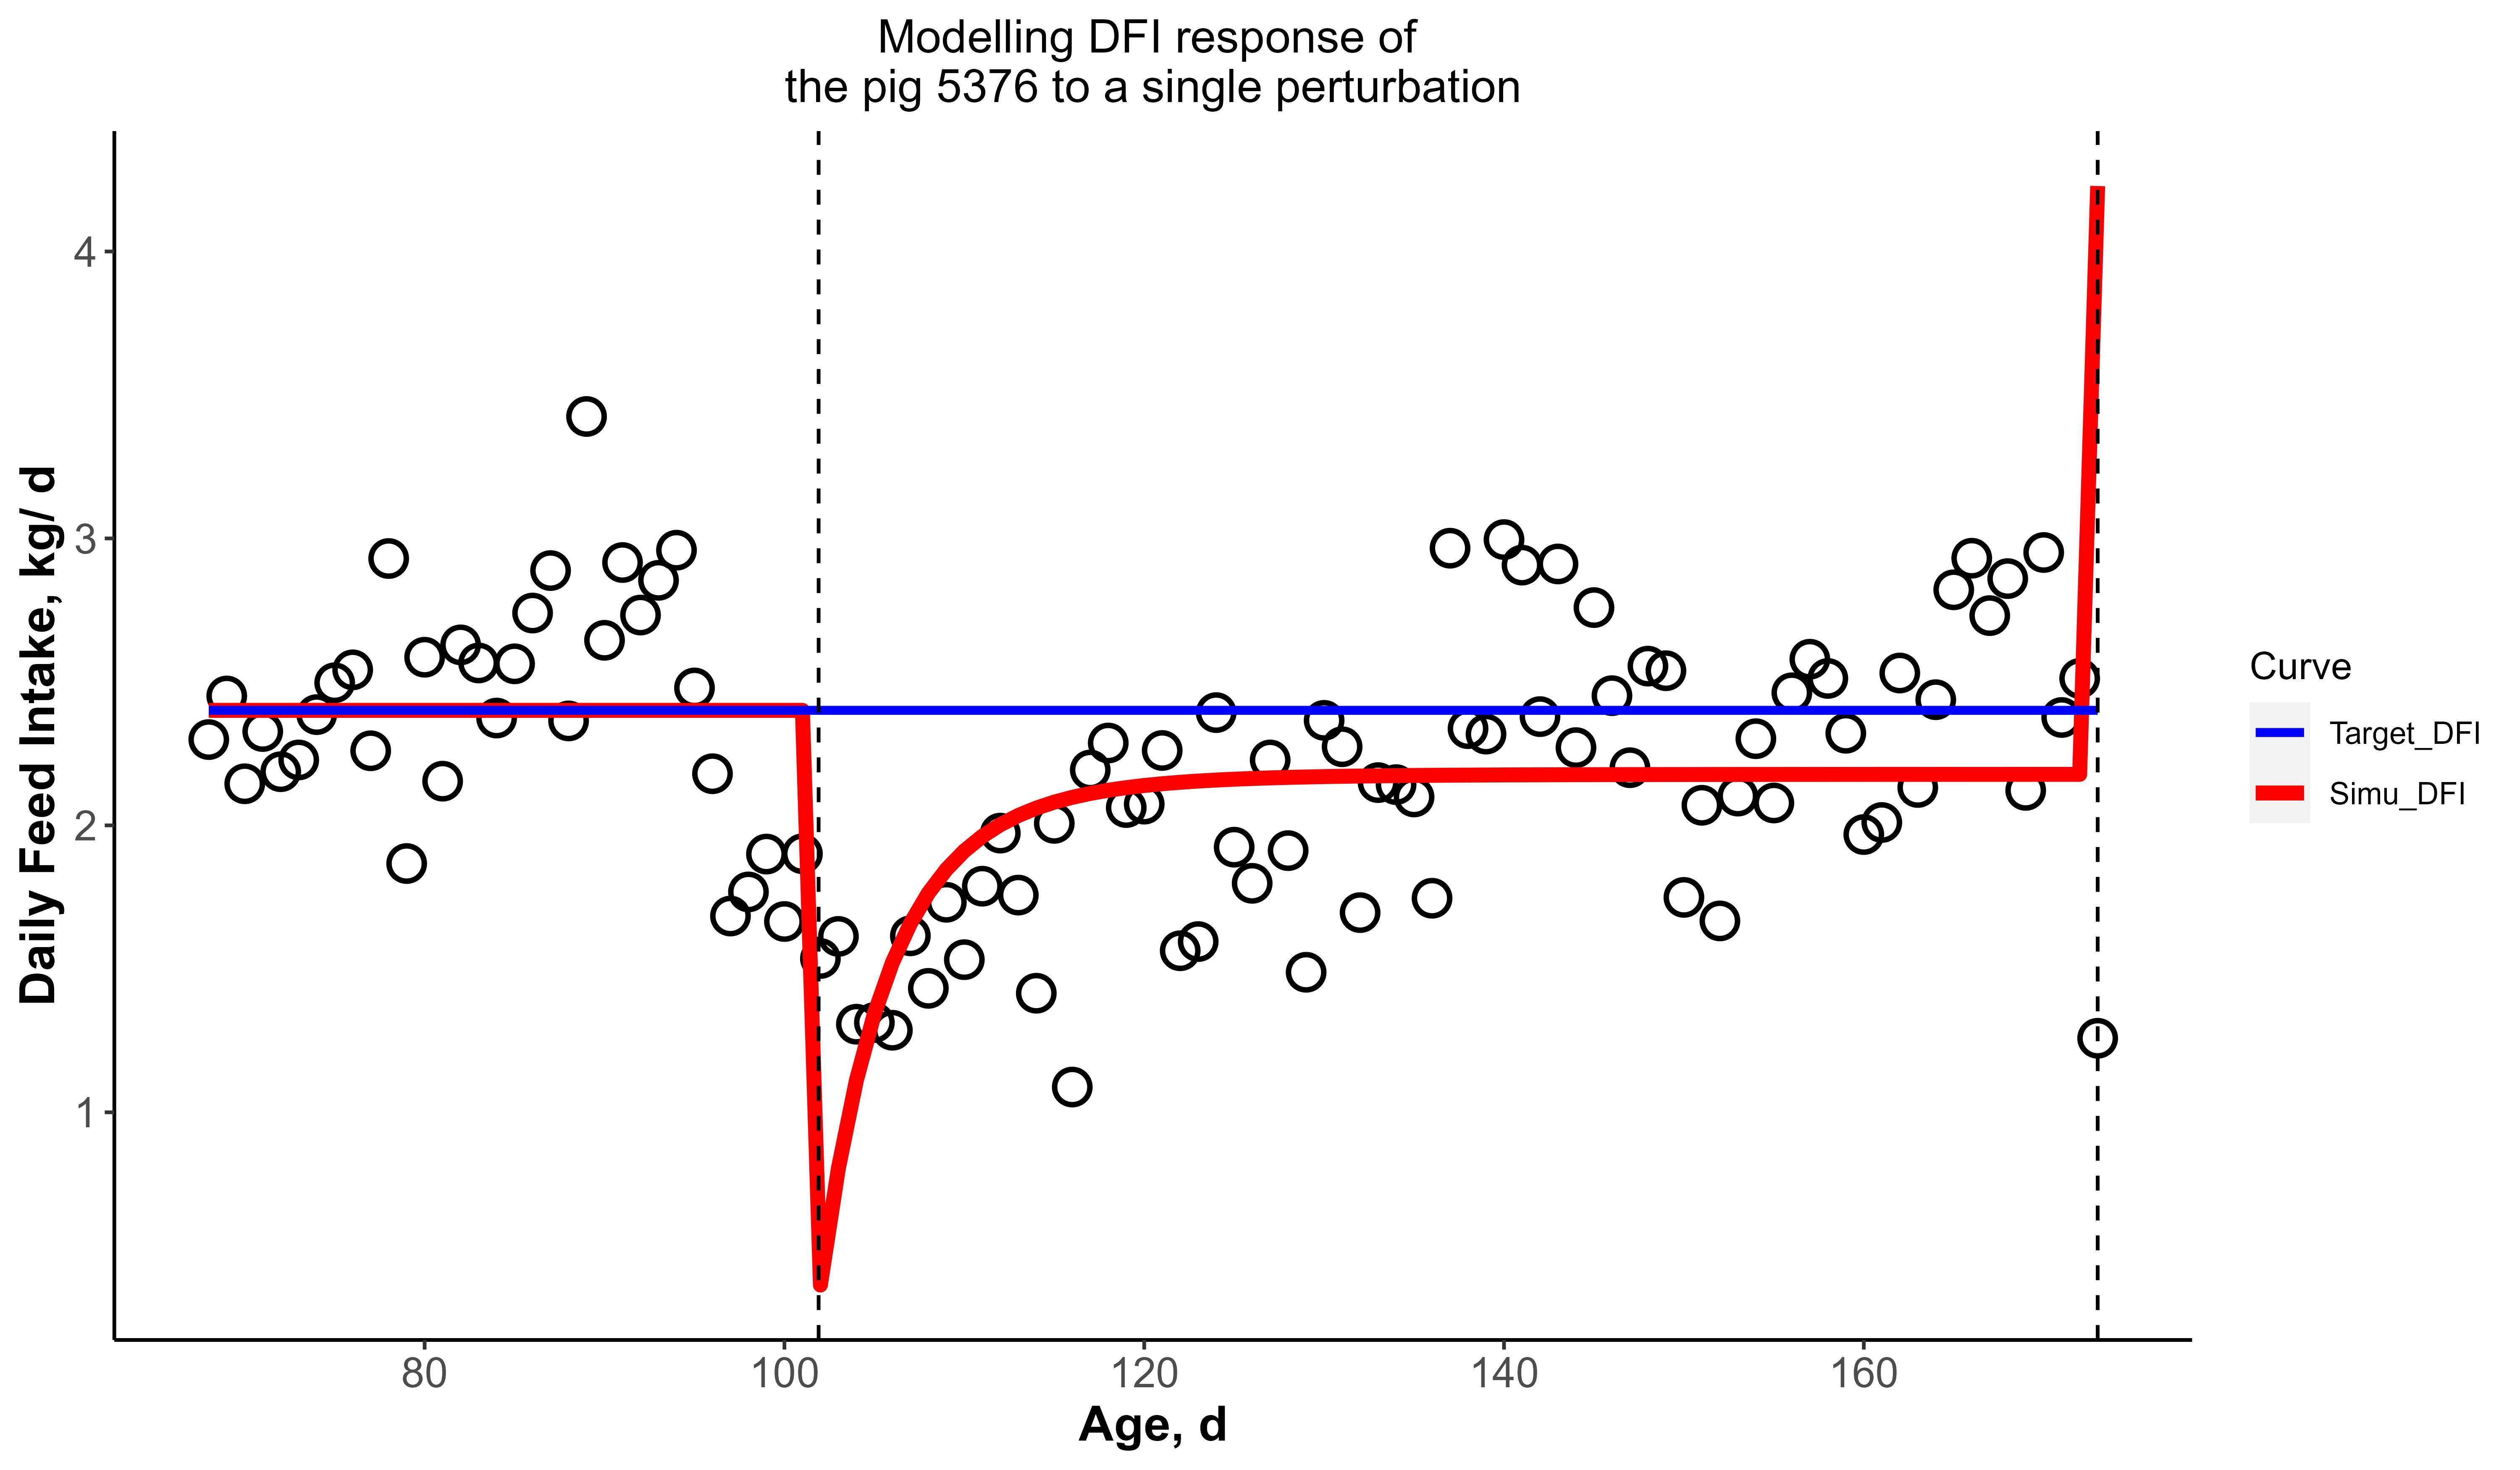 Modelling DFI response of
the pig 5376 to a single perturbation
Daily Feed Intake, kg/ d
4
3
2
1
80
100
120
140
160
Age, d
Curve
Target_DFI
Simu_DFI